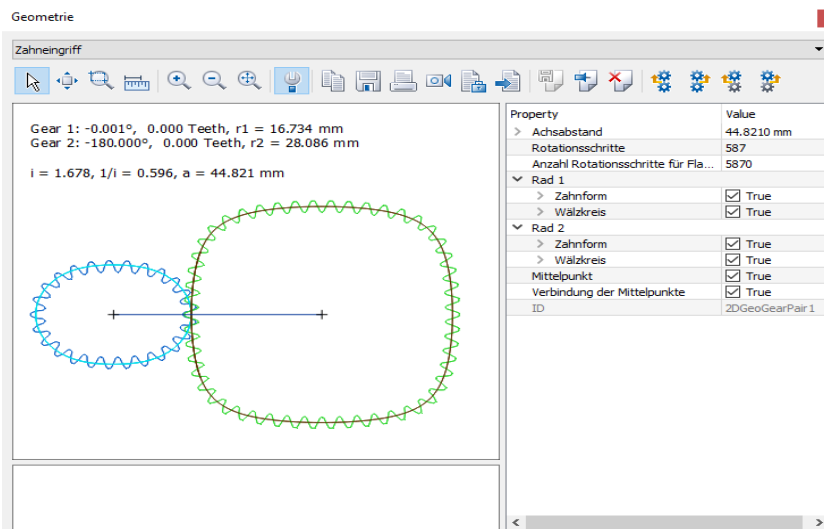 Geometrie
Zahneingriff
Gear 1: -0.001°, 0.000 Teeth, r1 = 16.734 mm
Gear 2: -180.000°, 0.000 Teeth, r2 = 28.086 mm
i = 1.678, 1/i = 0.596, a = 44.821 mm
Property Value
Achsabstand 44.8210 mm
Rotationsschritte 587
Anzahl Rotationsschritte für Fla... 5870
Rad 1
Zahnform True
Wälzkreis True
Rad 2
Zahnform True
Wälzkreis True
Mittelpunkt True
Verbindung der Mittelpunkte True
ID 2DGeoGearPair1